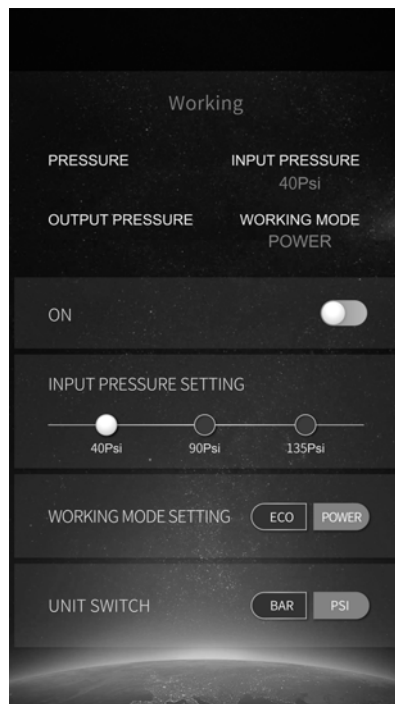 Working
PRESSURE INPUT PRESSURE
40Psi
OUTPUT PRESSURE WORKING MODE
POWER
ON
INPUT PRESSURE SETTING
40Psi 90Psi 135Psi
WORKING MODE SETTING ECO POWER
UNIT SWITCH BAR PSI